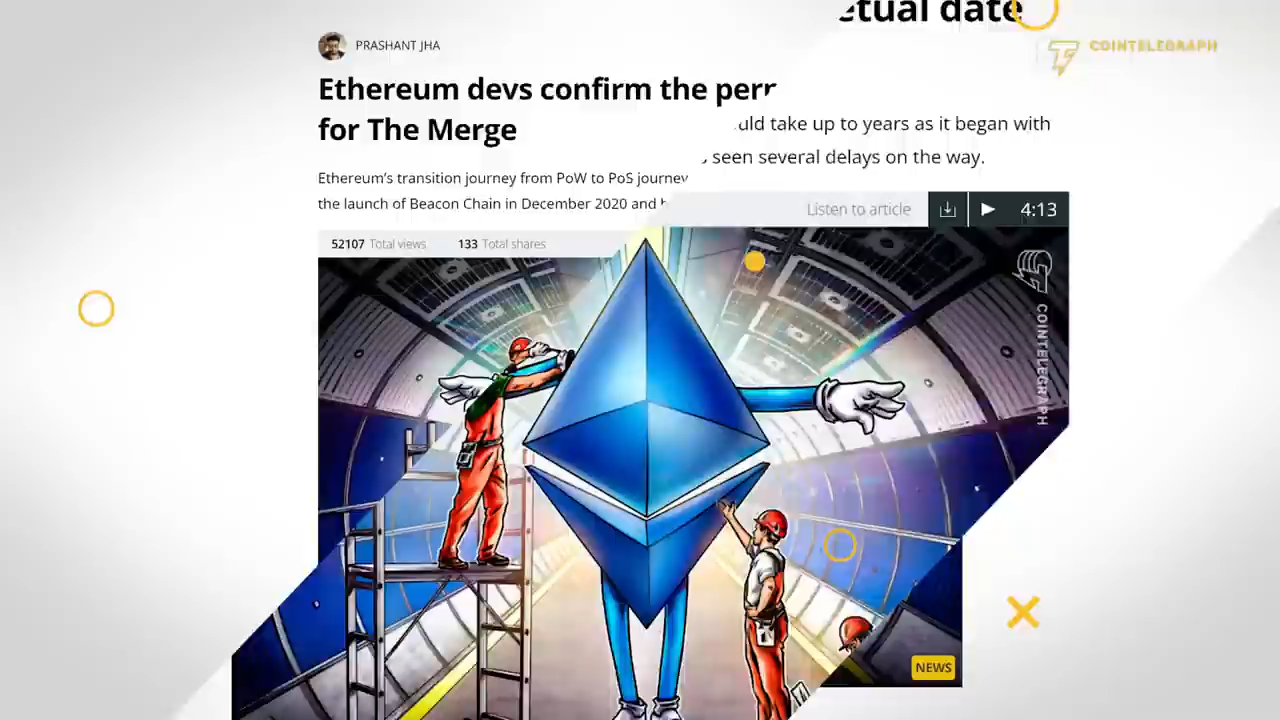 etual date
COINTELEGRAPH
PRASHANT JHA
Ethereum devs confirm the perp
for The Merge
uld take up to years as it began with
seen several delays on the way.
Ethereum's transition journey from PoW to PoS journey
the launch of Beacon Chain in December 2020 and
Listen to article
4:13
52107 Total views
133 Total shares
COINTELEGRAPH
NEWS